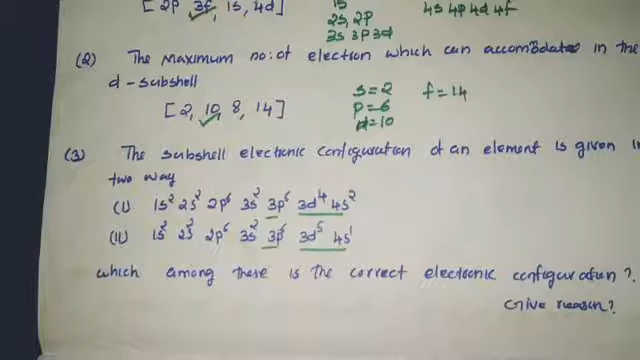 [ 2p, 3f, 1s, 4d ]
1s
2s, 2p
3s 3p 3d
4s 4p 4d 4f
(2) The Maximum no: of electron which can accomodates in the
d - subshell
[ 2, 10, 8, 14 ]
s = 2 f = 14
p = 6
d = 10
(3) The subshell electronic configuration of an element is given in
two way
(I) 1s² 2s² 2p⁶ 3s² 3p⁶ 3d⁴ 4s²
(II) 1s² 2s² 2p⁶ 3s² 3p⁶ 3d⁵ 4s¹
which among these is the correct electronic configuration ?
Give reason?